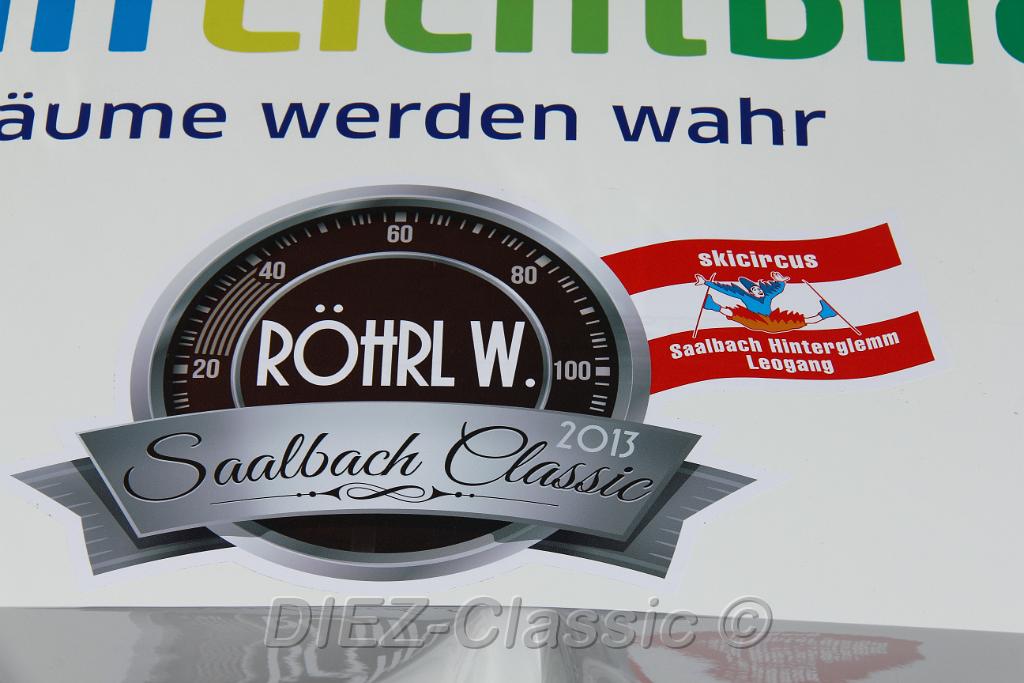 äume werden wahr
60
40
80
20
100
RÖHRL W.
Saalbach Classic
2013
skicircus
Saalbach Hinterglemm
Leogang
DIEZ-Classic ©